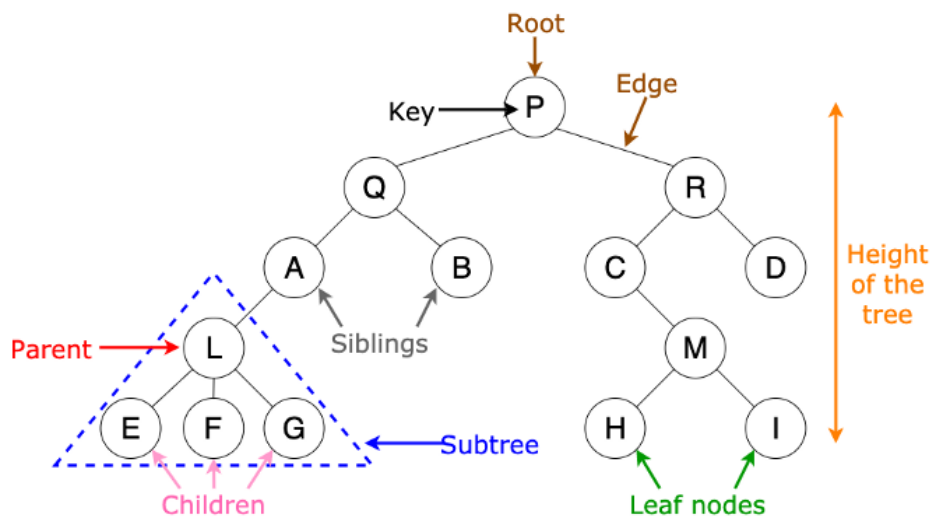 Root
Edge
Key
P
Q
R
A
B
C
D
Height
of the
tree
Siblings
Parent
L
M
E
F
G
H
I
Subtree
Children
Leaf nodes